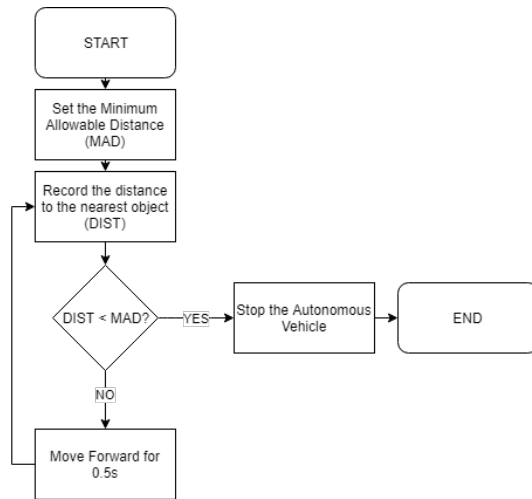 START
Set the Minimum
Allowable Distance
(MAD)
Record the distance
to the nearest object
(DIST)
DIST < MAD?
YES
Stop the Autonomous
Vehicle
END
NO
Move Forward for
0.5s